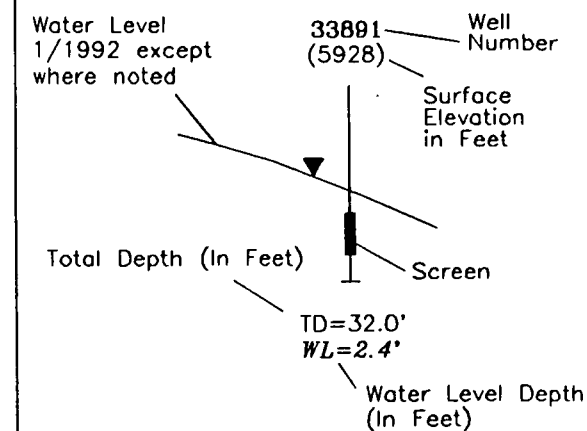 Water Level
1/1992 except
where noted
33891
(5928)
Well
Number
Surface
Elevation
in Feet
Total Depth (In Feet)
Screen
TD=32.0'
WL=2.4'
Water Level Depth
(In Feet)